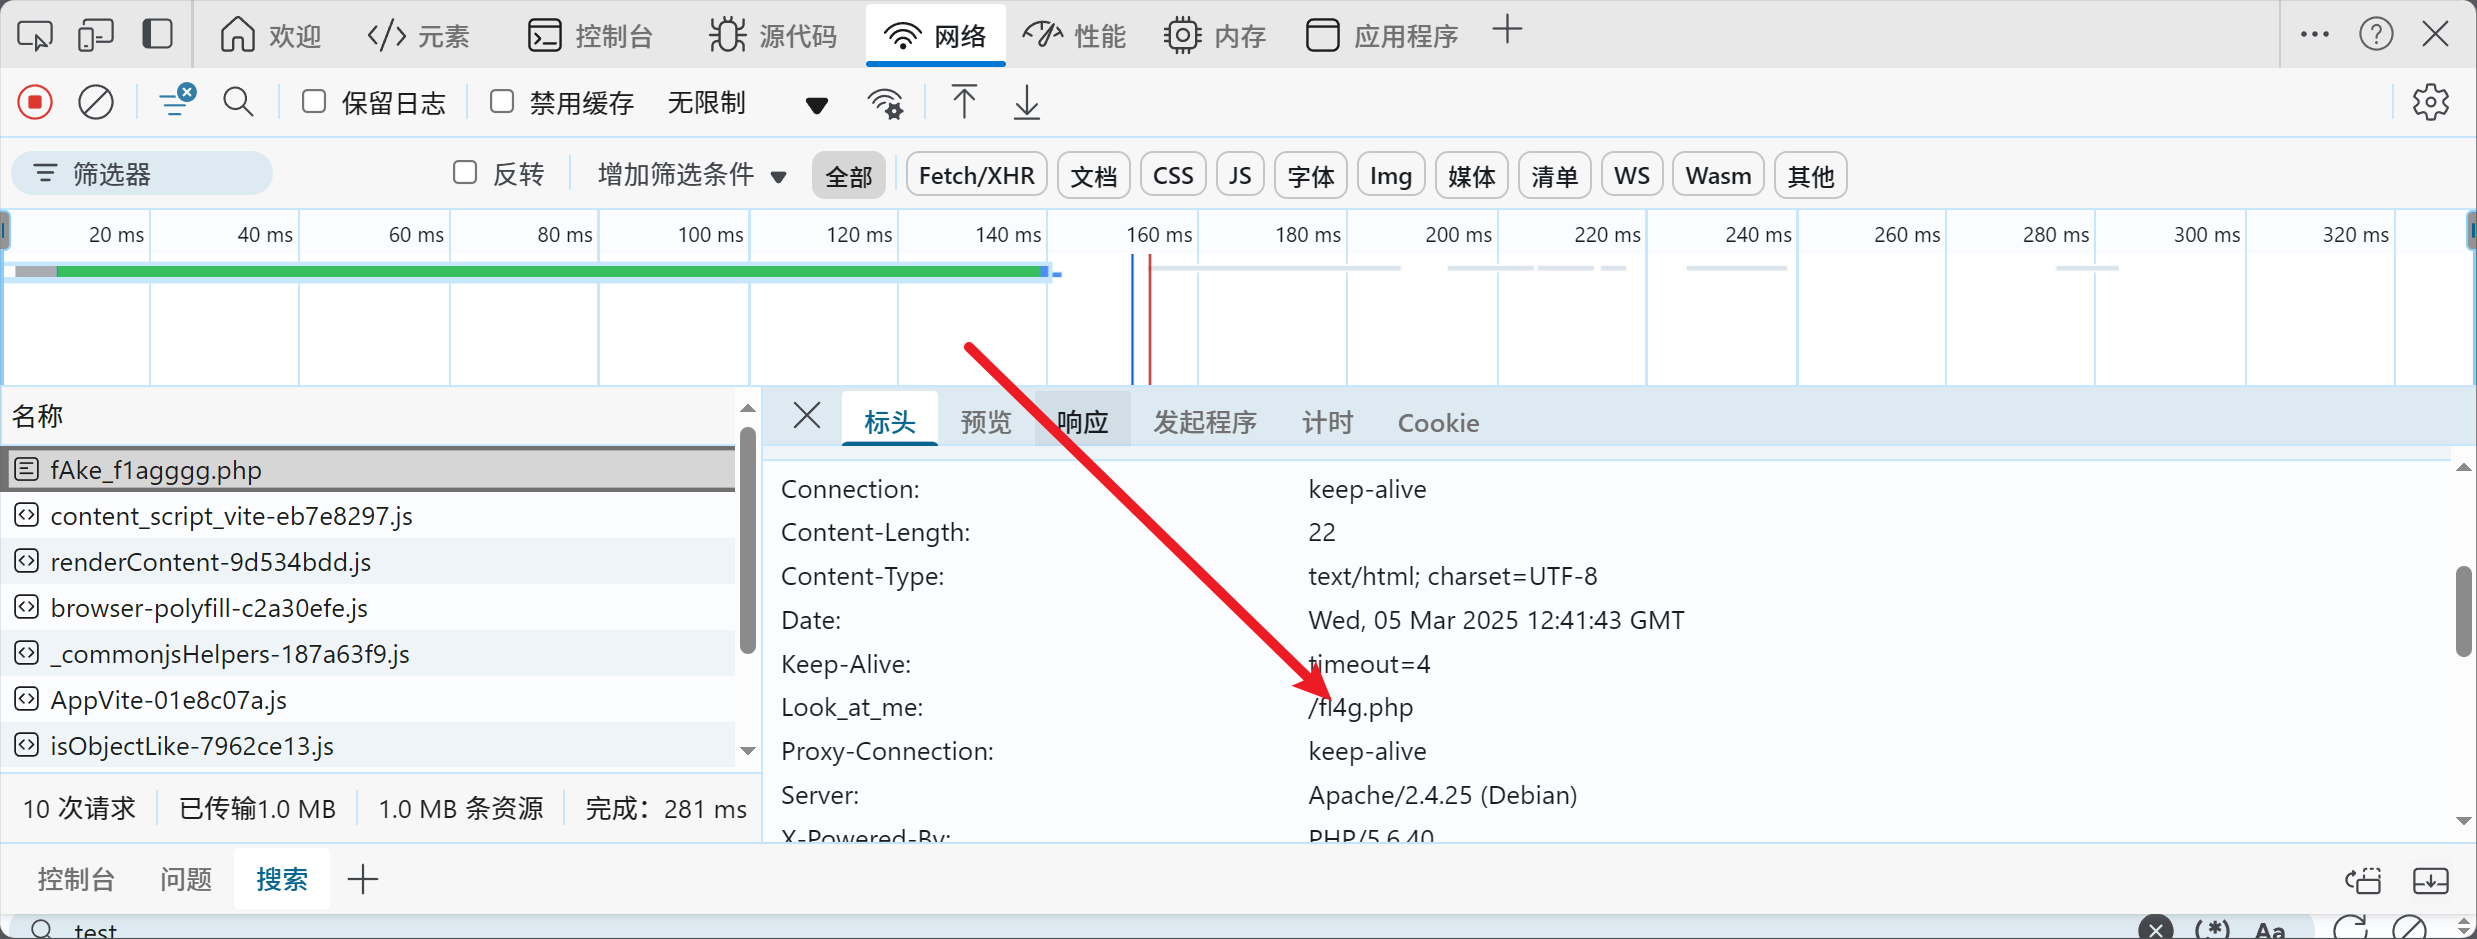 欢迎 元素 控制台 源代码 网络 性能 内存 应用程序
保留日志 禁用缓存 无限制
筛选器 反转 增加筛选条件 全部 Fetch/XHR 文档 CSS JS 字体 Img 媒体 清单 WS Wasm 其他
20 ms 40 ms 60 ms 80 ms 100 ms 120 ms 140 ms 160 ms 180 ms 200 ms 220 ms 240 ms 260 ms 280 ms 300 ms 320 ms
名称
fAke_f1agggg.php
content_script_vite-eb7e8297.js
renderContent-9d534bdd.js
browser-polyfill-c2a30efe.js
_commonjsHelpers-187a63f9.js
AppVite-01e8c07a.js
isObjectLike-7962ce13.js
10 次请求 已传输1.0 MB 1.0 MB 条资源 完成：281 ms
标头 预览 响应 发起程序 计时 Cookie
Connection: keep-alive
Content-Length: 22
Content-Type: text/html; charset=UTF-8
Date: Wed, 05 Mar 2025 12:41:43 GMT
Keep-Alive: timeout=4
Look_at_me: /fl4g.php
Proxy-Connection: keep-alive
Server: Apache/2.4.25 (Debian)
X-Powered-By: PHP/5.6.40
控制台 问题 搜索
test (.*) Aa